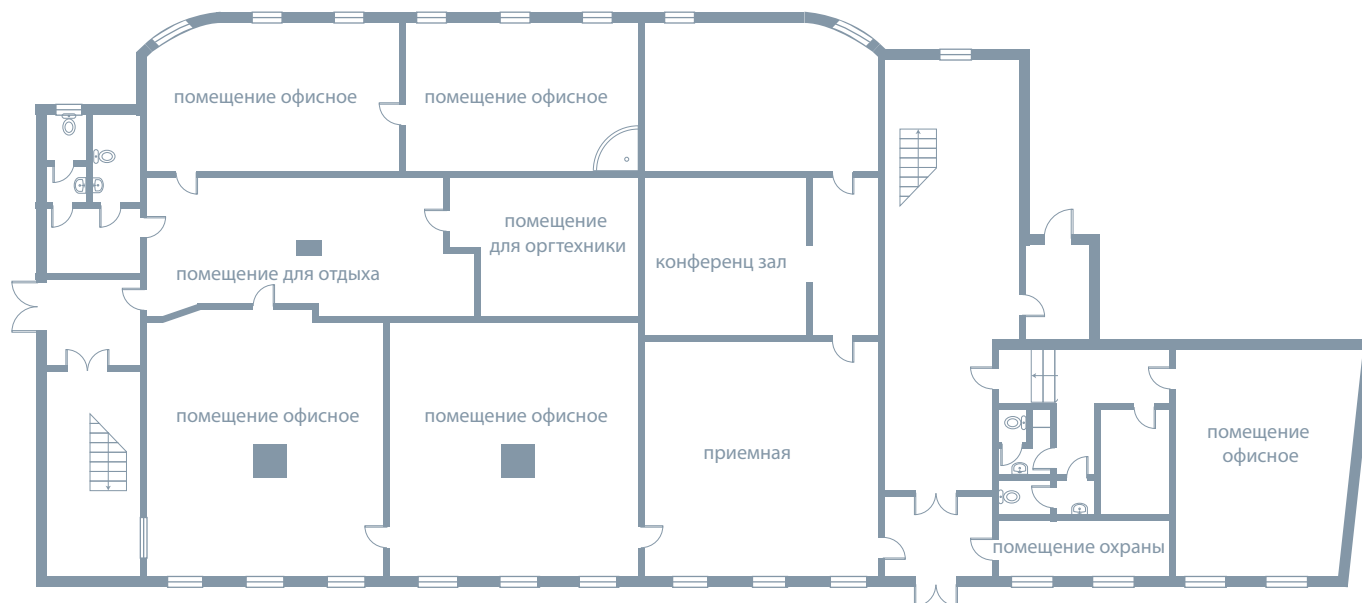 помещение офисное
помещение офисное
помещение
для оргтехники
конференц зал
помещение для отдыха
помещение офисное
помещение офисное
приемная
помещение
офисное
помещение охраны